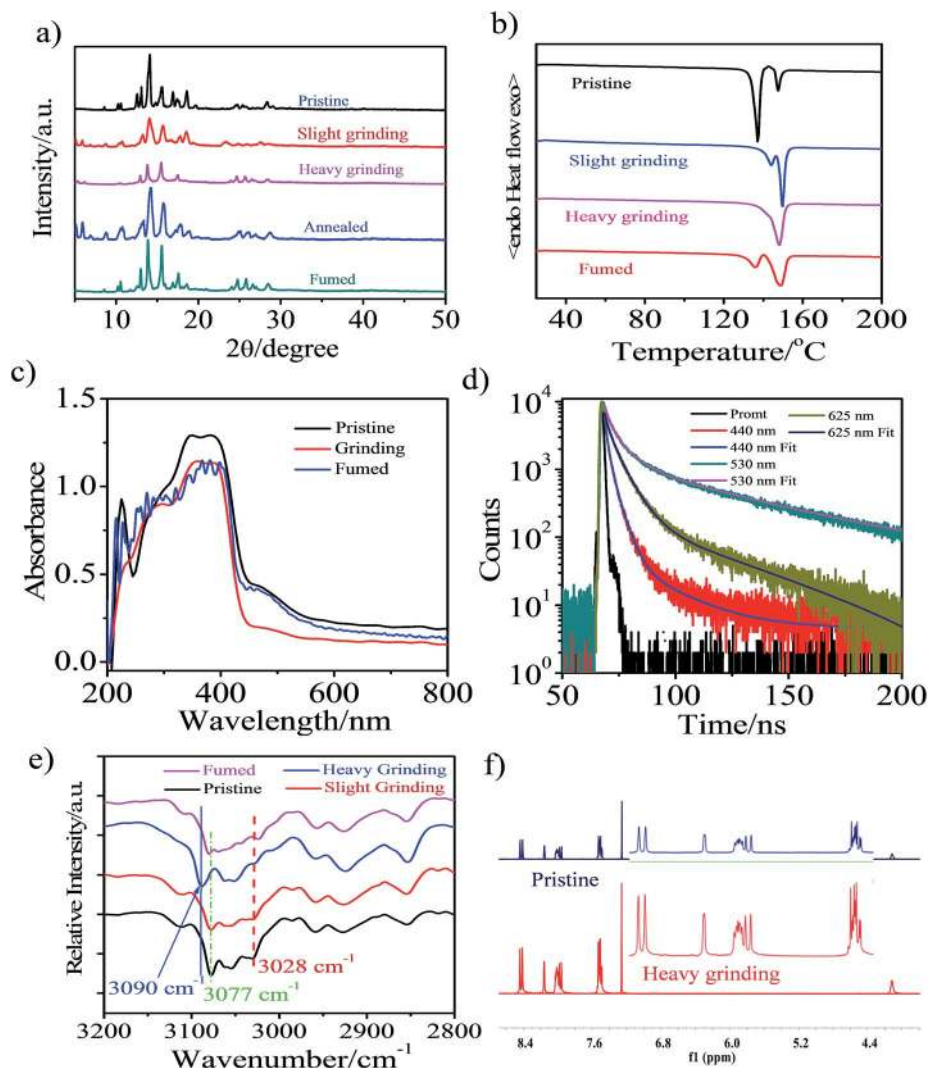 a)
Pristine
Slight grinding
Heavy grinding
Annealed
Fumed
Intensity/a.u.
10 20 30 40 50
2θ/degree
b)
Pristine
Slight grinding
Heavy grinding
Fumed
<endo Heat flow exo>
40 80 120 160 200
Temperature/°C
c)
1.5
1.0
0.5
0.0
Pristine
Grinding
Fumed
Absorbance
200 400 600 800
Wavelength/nm
d)
10⁴
10³
10²
10¹
10⁰
Promt
440 nm
440 nm Fit
530 nm
530 nm Fit
625 nm
625 nm Fit
Counts
50 100 150 200
Time/ns
e)
Fumed
Heavy Grinding
Pristine
Slight Grinding
Relative Intensity/a.u.
3028 cm⁻¹
3090 cm⁻¹
3077 cm⁻¹
3200 3100 3000 2900 2800
Wavenumber/cm⁻¹
f)
Pristine
Heavy grinding
8.4 7.6 6.8 6.0 5.2 4.4
f1 (ppm)